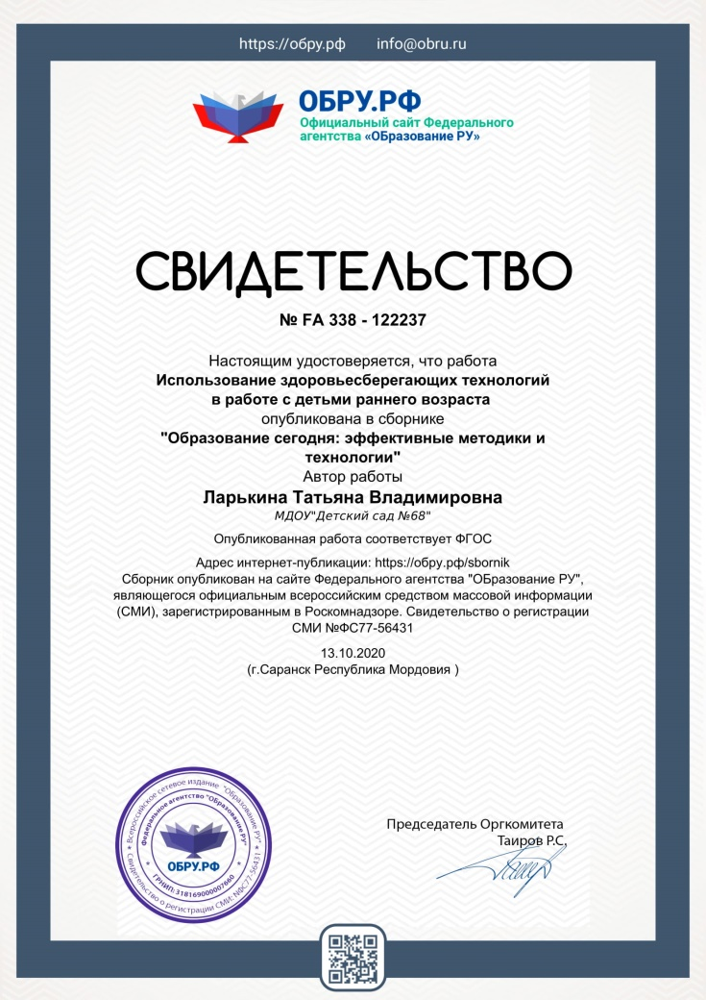 https://обру.рф info@obru.ru
ОБРУ.РФ
Официальный сайт Федерального
агентства «ОБразование РУ»
СВИДЕТЕЛЬСТВО
№ FA 338 - 122237
Настоящим удостоверяется, что работа
Использование здоровьесберегающих технологий
в работе с детьми раннего возраста
опубликована в сборнике
"Образование сегодня: эффективные методики и
технологии"
Автор работы
Ларькина Татьяна Владимировна
МДОУ"Детский сад №68"
Опубликованная работа соответствует ФГОС
Адрес интернет-публикации: https://обру.рф/sbornik
Сборник опубликован на сайте Федерального агентства "ОБразование РУ",
являющегося официальным всероссийским средством массовой информации
(СМИ), зарегистрированным в Роскомнадзоре. Свидетельство о регистрации
СМИ №ФС77-56431
13.10.2020
(г.Саранск Республика Мордовия )
Всероссийское сетевое издание "ОБразование РУ"
Свидетельство о регистрации СМИ: №ФС77-56431
Федеральное агентство "ОБразование РУ"
ОБРУ.РФ
ГРНИП: 318169000007660
Председатель Оргкомитета
Таиров Р.С.